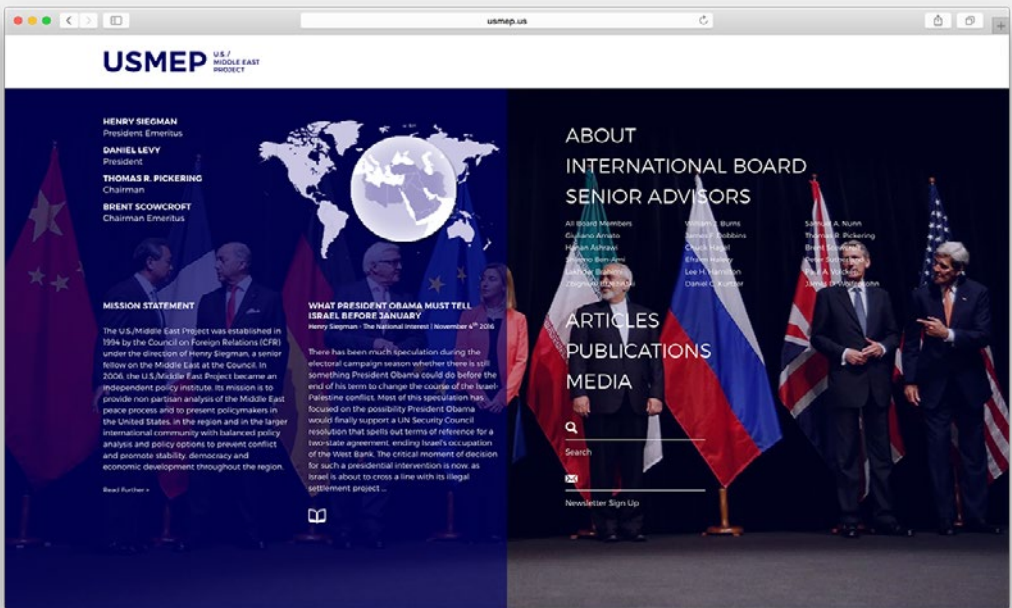 usmep.us
USMEP U.S./
MIDDLE EAST
PROJECT
HENRY SIEGMAN
President Emeritus
DANIEL LEVY
President
THOMAS R. PICKERING
Chairman
BRENT SCOWCROFT
Chairman Emeritus
MISSION STATEMENT
The U.S./Middle East Project was established in
1994 by the Council on Foreign Relations (CFR)
under the direction of Henry Siegman, a senior
fellow on the Middle East at the Council. In
2006, the U.S./Middle East Project became an
independent policy institute. Its mission is to
provide non partisan analysis of the Middle East
peace process and to present policymakers in
the United States, in the region and in the larger
international community with balanced policy
analysis and policy options to prevent conflict
and promote stability, democracy and
economic development throughout the region.
Read Further »
WHAT PRESIDENT OBAMA MUST TELL
ISRAEL BEFORE JANUARY
Henry Siegman - The National Interest | November 4th 2016
There has been much speculation during the
electoral campaign season whether there is still
something President Obama could do before the
end of his term to change the course of the Israel-
Palestine conflict. Most of this speculation has
focused on the possibility President Obama
would finally support a UN Security Council
resolution that spells out terms of reference for a
two-state agreement, ending Israel's occupation
of the West Bank. The critical moment of decision
for such a presidential intervention is now, as
Israel is about to cross a line with its illegal
settlement project ...
ABOUT
INTERNATIONAL BOARD
SENIOR ADVISORS
All Board Members
Giuliano Amato
Hanan Ashrawi
Shlomo Ben-Ami
Lakhdar
Zbigniew
William J. Burns
James F. Dobbins
Chuck Hagel
Efraim Halevy
Lee H. Hamilton
Daniel C. Kurtzer
Samuel A. Nunn
Thomas R. Pickering
Brent Scowcroft
Peter
Paul A. Volcker
James D. Wolfensohn
ARTICLES
PUBLICATIONS
MEDIA
Search
Newsletter Sign Up